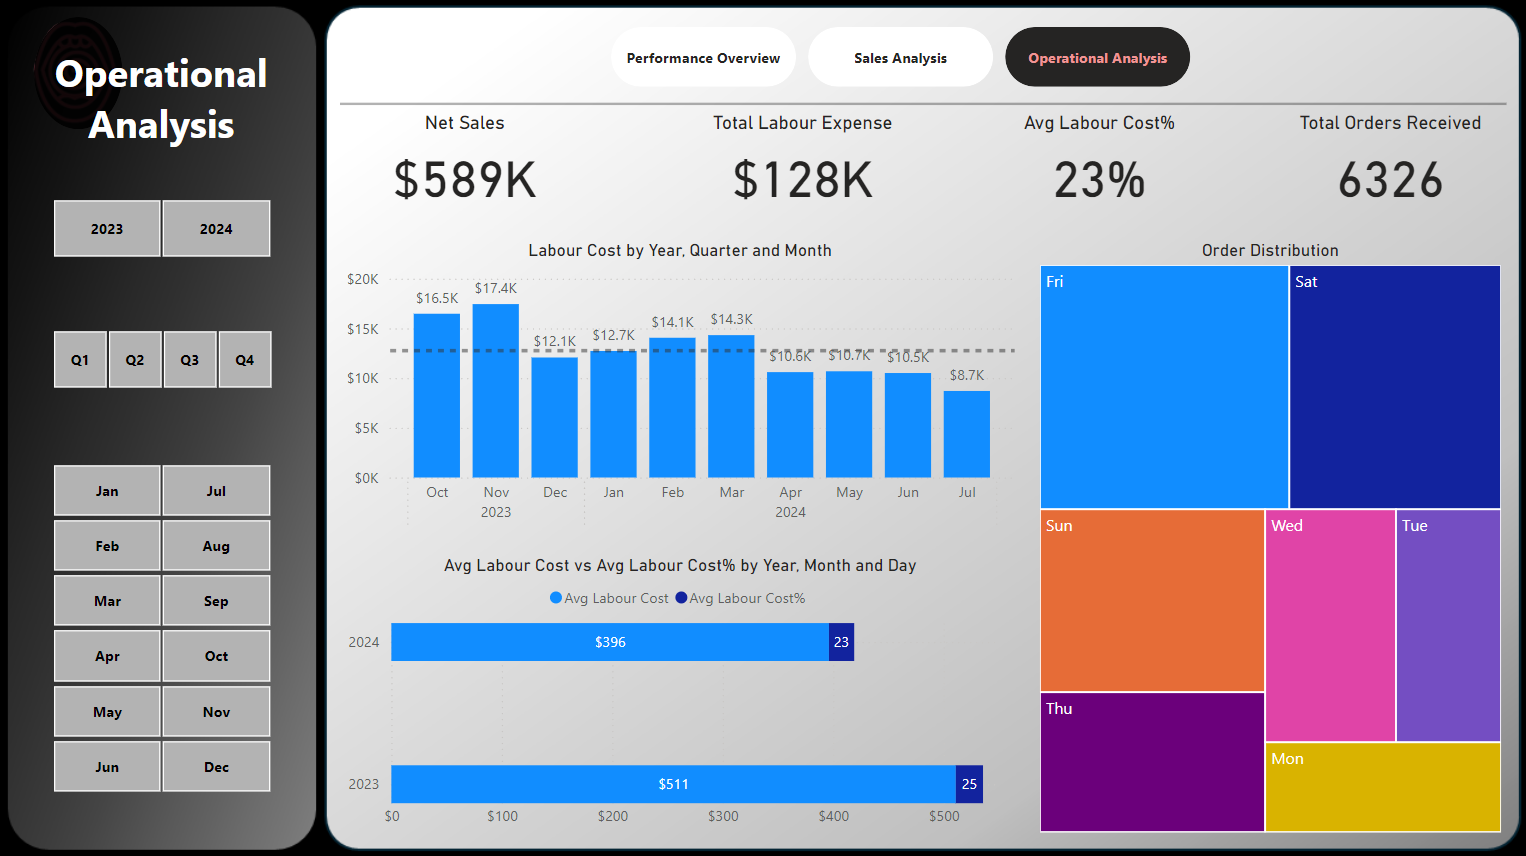 Operational
Analysis
2023 2024
Q1 Q2 Q3 Q4
Jan Jul
Feb Aug
Mar Sep
Apr Oct
May Nov
Jun Dec
Performance Overview Sales Analysis Operational Analysis
Net Sales Total Labour Expense Avg Labour Cost% Total Orders Received
$589K $128K 23% 6326
Labour Cost by Year, Quarter and Month
$20K
$15K
$10K
$5K
$0K
$16.5K $17.4K $12.1K $12.7K $14.1K $14.3K $10.6K $10.7K $10.5K $8.7K
Oct Nov Dec Jan Feb Mar Apr May Jun Jul
2023 2024
Avg Labour Cost vs Avg Labour Cost% by Year, Month and Day
Avg Labour Cost Avg Labour Cost%
2024 $396 23
2023 $511 25
$0 $100 $200 $300 $400 $500
Order Distribution
Fri Sat
Sun Wed Tue
Thu
Mon